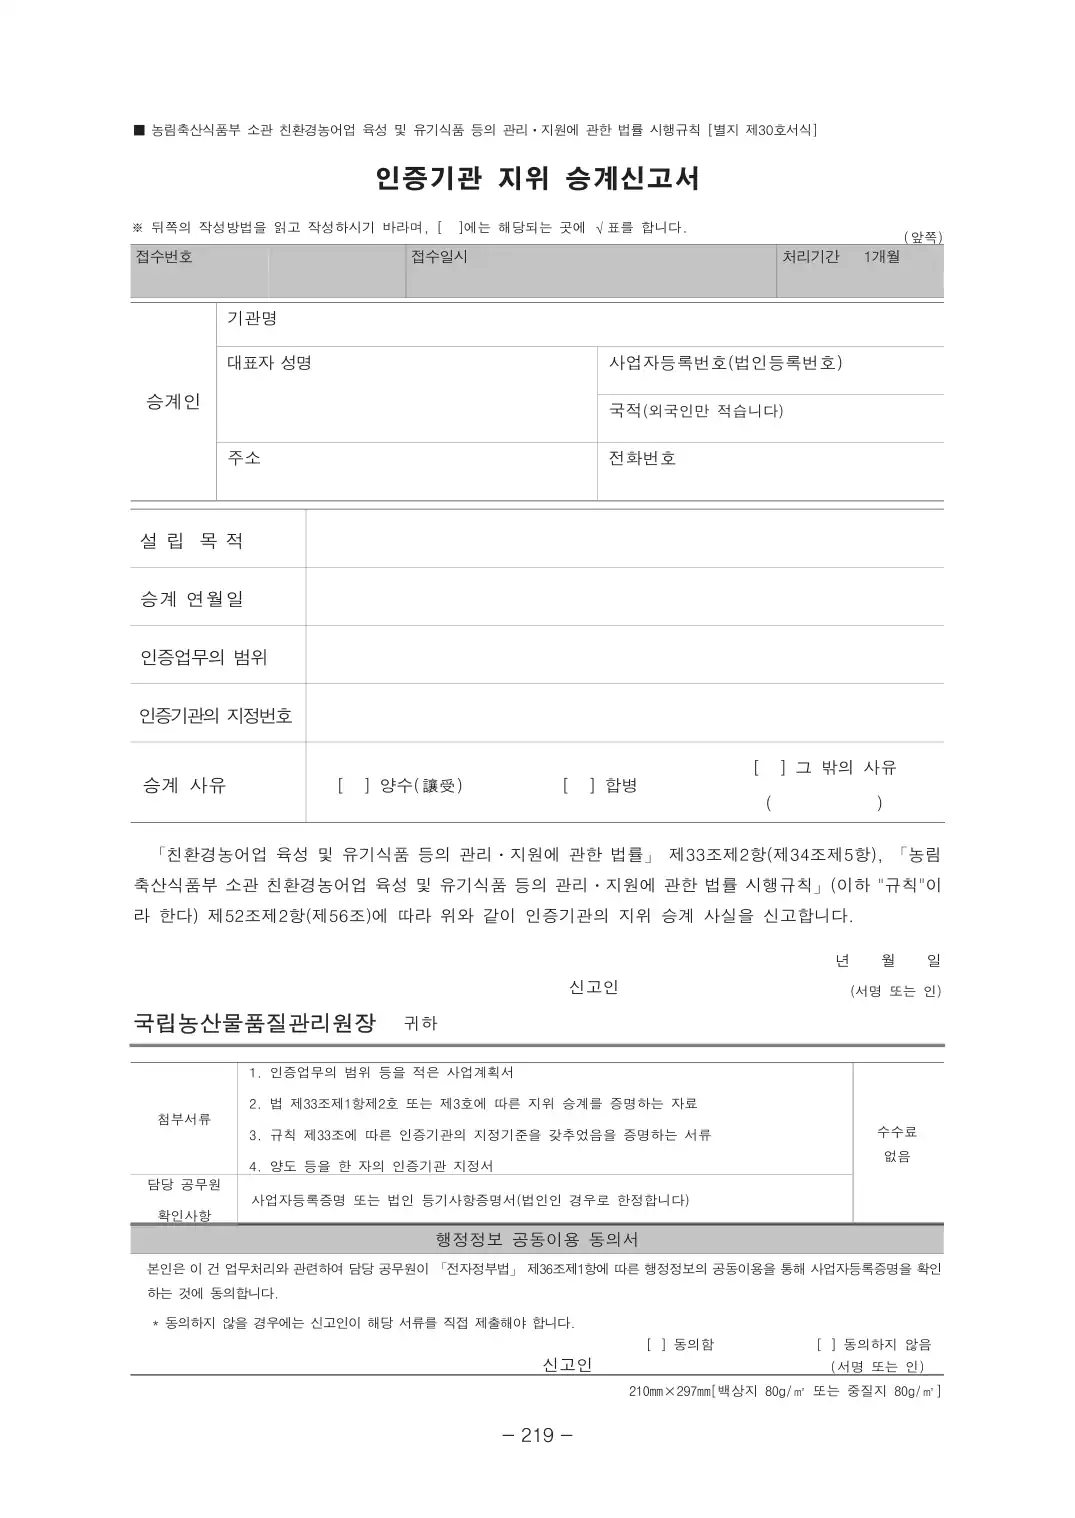 ■ 농림축산식품부 소관 친환경농어업 육성 및 유기식품 등의 관리·지원에 관한 법률 시행규칙 [별지 제30호서식]
인증기관 지위 승계신고서
※ 뒤쪽의 작성방법을 읽고 작성하시기 바라며, [  ]에는 해당되는 곳에 √표를 합니다.
(앞쪽)
접수번호 접수일시 처리기간 1개월
승계인
기관명
대표자 성명
사업자등록번호(법인등록번호)
국적(외국인만 적습니다)
주소
전화번호
설 립 목 적
승계 연월일
인증업무의 범위
인증기관의 지정번호
승계 사유
[  ] 양수(讓受) [  ] 합병 [  ] 그 밖의 사유
(          )
「친환경농어업 육성 및 유기식품 등의 관리·지원에 관한 법률」 제33조제2항(제34조제5항), 「농림
축산식품부 소관 친환경농어업 육성 및 유기식품 등의 관리·지원에 관한 법률 시행규칙」(이하 "규칙"이
라 한다) 제52조제2항(제56조)에 따라 위와 같이 인증기관의 지위 승계 사실을 신고합니다.
년 월 일
신고인 (서명 또는 인)
국립농산물품질관리원장 귀하
첨부서류
1. 인증업무의 범위 등을 적은 사업계획서
2. 법 제33조제1항제2호 또는 제3호에 따른 지위 승계를 증명하는 자료
3. 규칙 제33조에 따른 인증기관의 지정기준을 갖추었음을 증명하는 서류
4. 양도 등을 한 자의 인증기관 지정서
수수료
없음
담당 공무원
확인사항
사업자등록증명 또는 법인 등기사항증명서(법인인 경우로 한정합니다)
행정정보 공동이용 동의서
본인은 이 건 업무처리와 관련하여 담당 공무원이 「전자정부법」 제36조제1항에 따른 행정정보의 공동이용을 통해 사업자등록증명을 확인
하는 것에 동의합니다.
* 동의하지 않을 경우에는 신고인이 해당 서류를 직접 제출해야 합니다.
[ ] 동의함 [ ] 동의하지 않음
신고인 (서명 또는 인)
210㎜×297㎜[백상지 80g/㎡ 또는 중질지 80g/㎡]
- 219 -